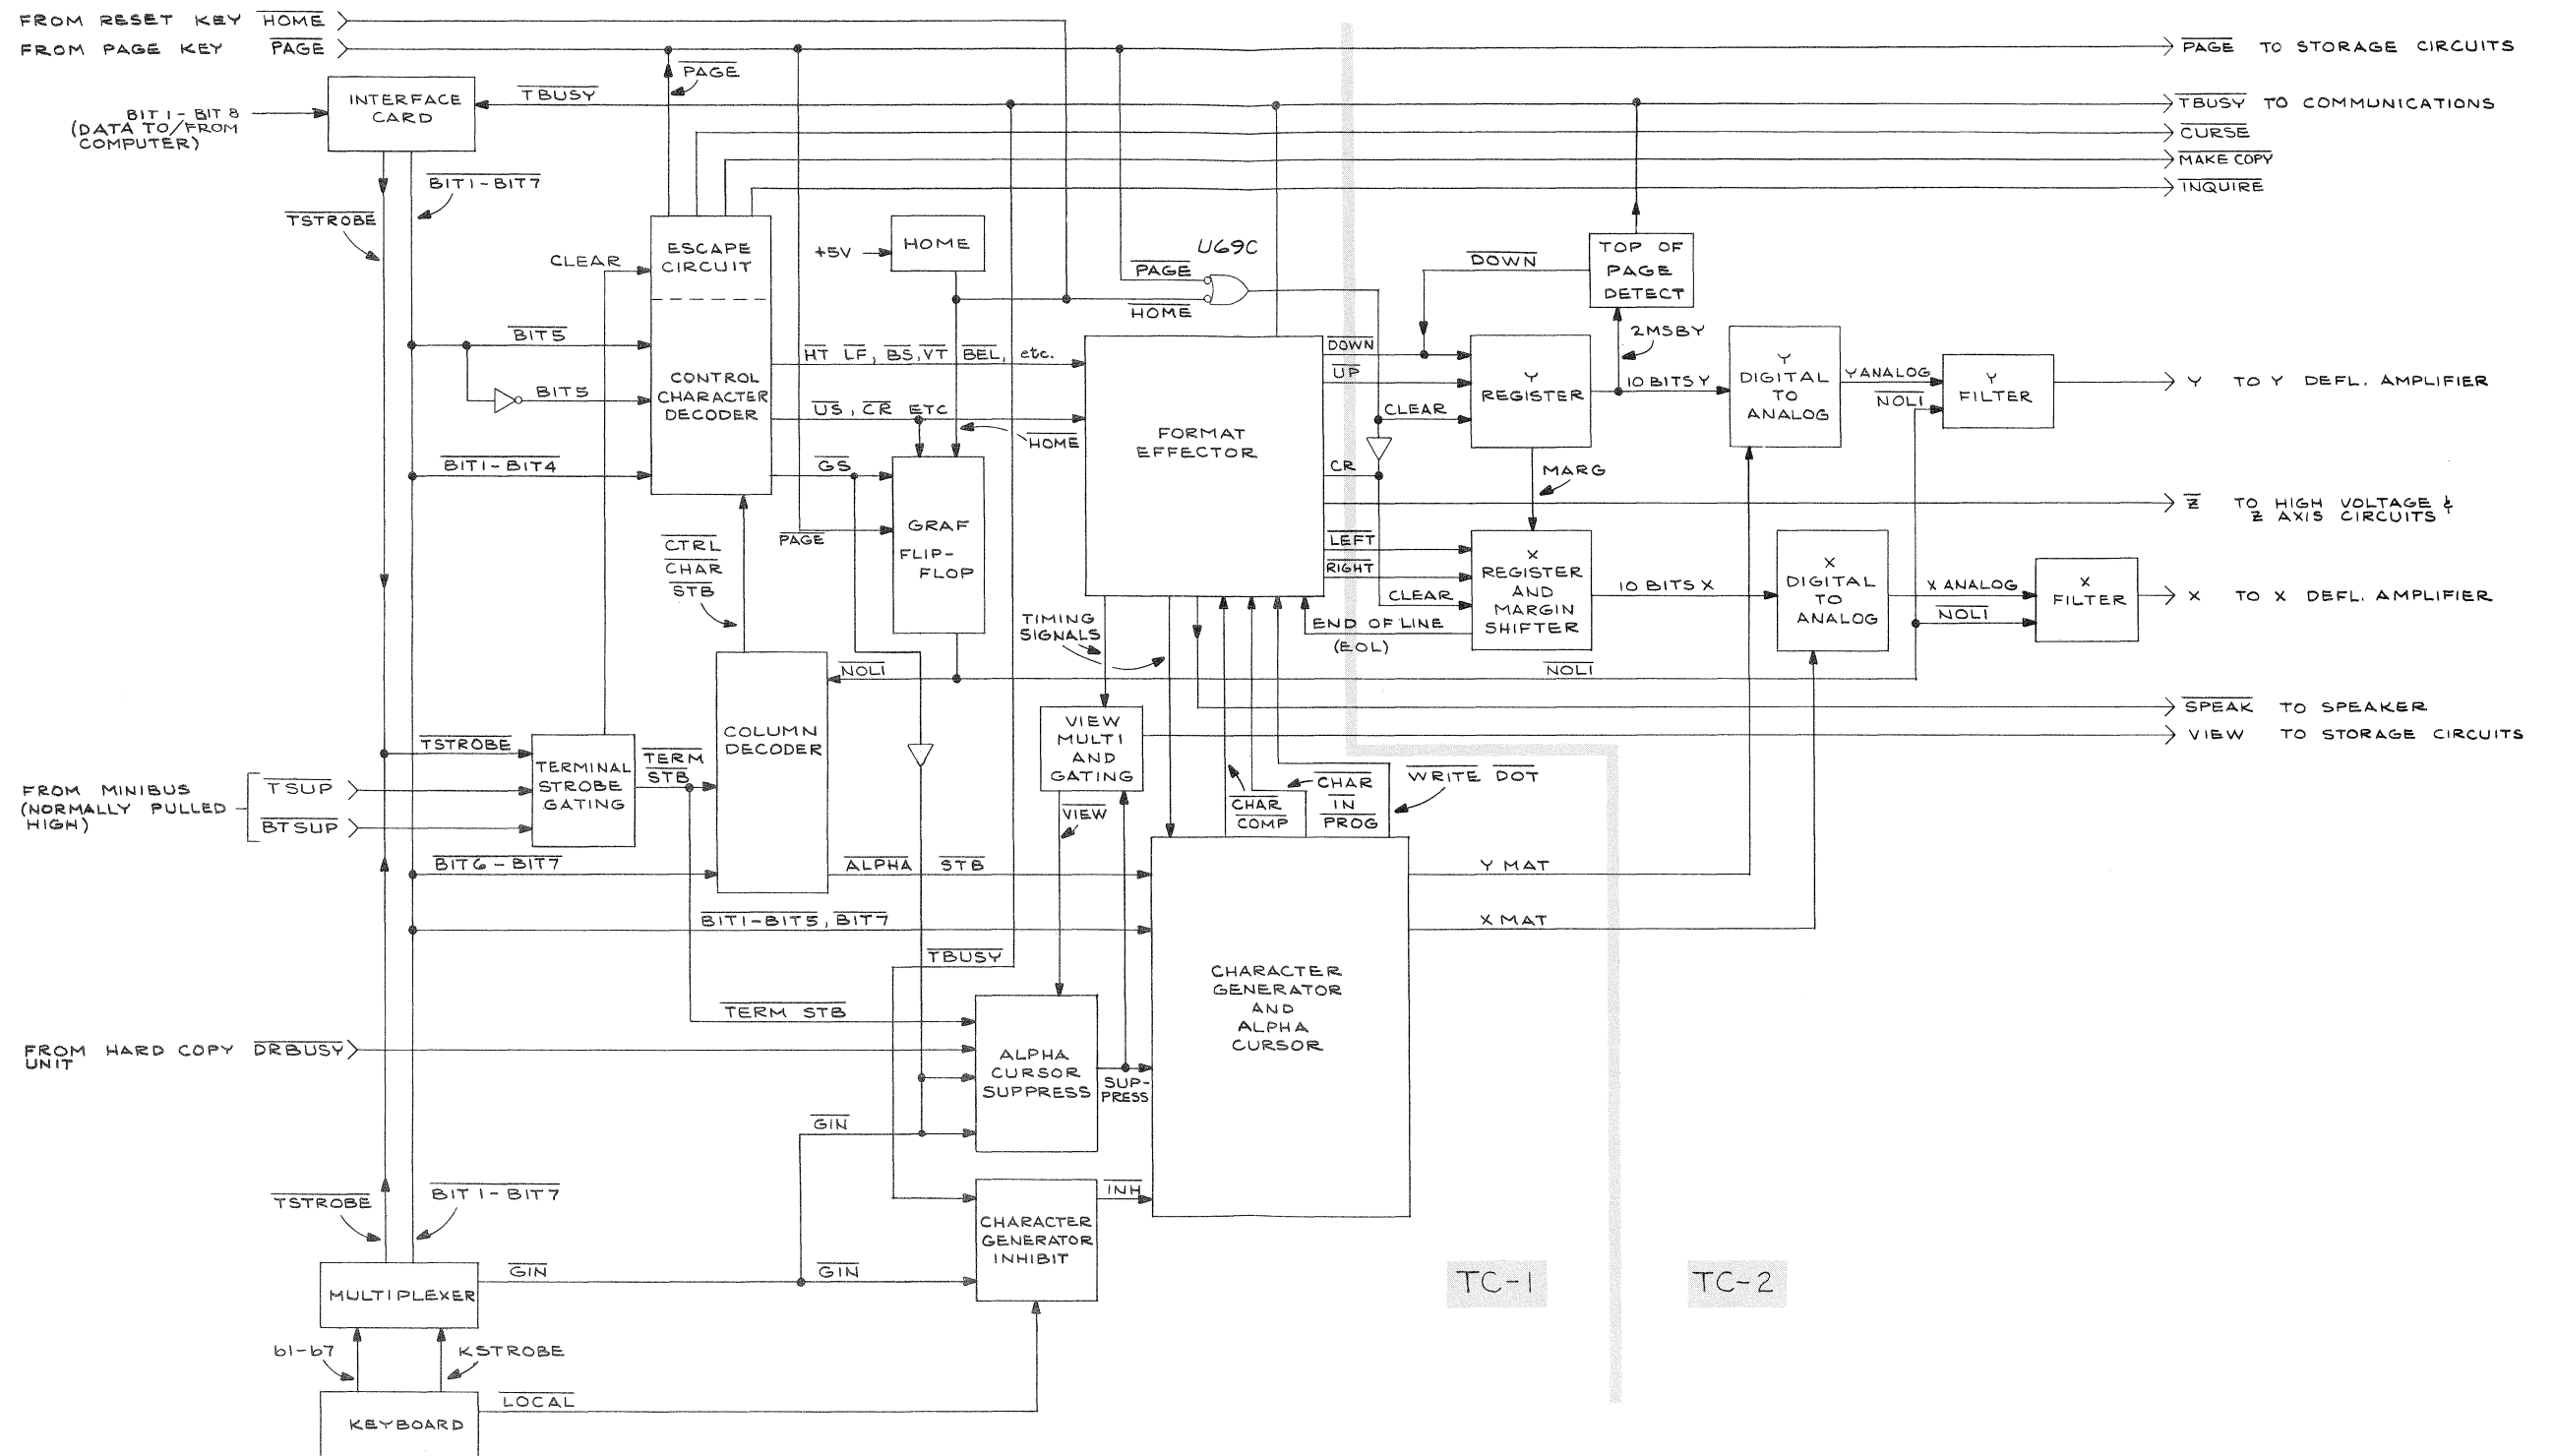 FROM RESET KEY HOME
FROM PAGE KEY PAGE
PAGE TO STORAGE CIRCUITS
PAGE
INTERFACE
CARD
TBUSY
TBUSY TO COMMUNICATIONS
BIT 1 - BIT 8
(DATA TO/FROM
COMPUTER)
CURSE
MAKE COPY
INQUIRE
BIT1-BIT7
TSTROBE
ESCAPE
CIRCUIT
CLEAR
+5V
HOME
U69C
PAGE
HOME
DOWN
TOP OF
PAGE
DETECT
BIT5
BIT5
CONTROL
CHARACTER
DECODER
HT LF, BS, VT BEL, etc.
US, CR ETC
HOME
FORMAT
EFFECTOR
DOWN
UP
CLEAR
CR
Y
REGISTER
2MSBY
10 BITS Y
Y
DIGITAL
TO
ANALOG
Y ANALOG
NOLI
Y
FILTER
Y TO Y DEFL. AMPLIFIER
BIT1-BIT4
GS
GRAF
FLIP-
FLOP
PAGE
MARG
Z TO HIGH VOLTAGE &
Z AXIS CIRCUITS
CTRL
CHAR
STB
LEFT
RIGHT
CLEAR
X
REGISTER
AND
MARGIN
SHIFTER
10 BITS X
X
DIGITAL
TO
ANALOG
X ANALOG
NOLI
X
FILTER
X TO X DEFL. AMPLIFIER
TIMING
SIGNALS
END OF LINE
(EOL)
NOLI
NOLI
SPEAK TO SPEAKER
VIEW TO STORAGE CIRCUITS
COLUMN
DECODER
VIEW
MULTI
AND
GATING
TSTROBE
TERMINAL
STROBE
GATING
TERM
STB
FROM MINIBUS
(NORMALLY PULLED
HIGH)
TSUP
BTSUP
VIEW
CHAR
COMP
CHAR
IN
PROG
WRITE DOT
BIT6-BIT7
ALPHA STB
Y MAT
BIT1-BIT5, BIT7
X MAT
TBUSY
CHARACTER
GENERATOR
AND
ALPHA
CURSOR
TERM STB
FROM HARD COPY DRBUSY
UNIT
ALPHA
CURSOR
SUPPRESS
SUP-
PRESS
GIN
TSTROBE
BIT 1 - BIT7
CHARACTER
GENERATOR
INHIBIT
INH
MULTIPLEXER
GIN
GIN
TC-1
TC-2
b1-b7
KSTROBE
LOCAL
KEYBOARD